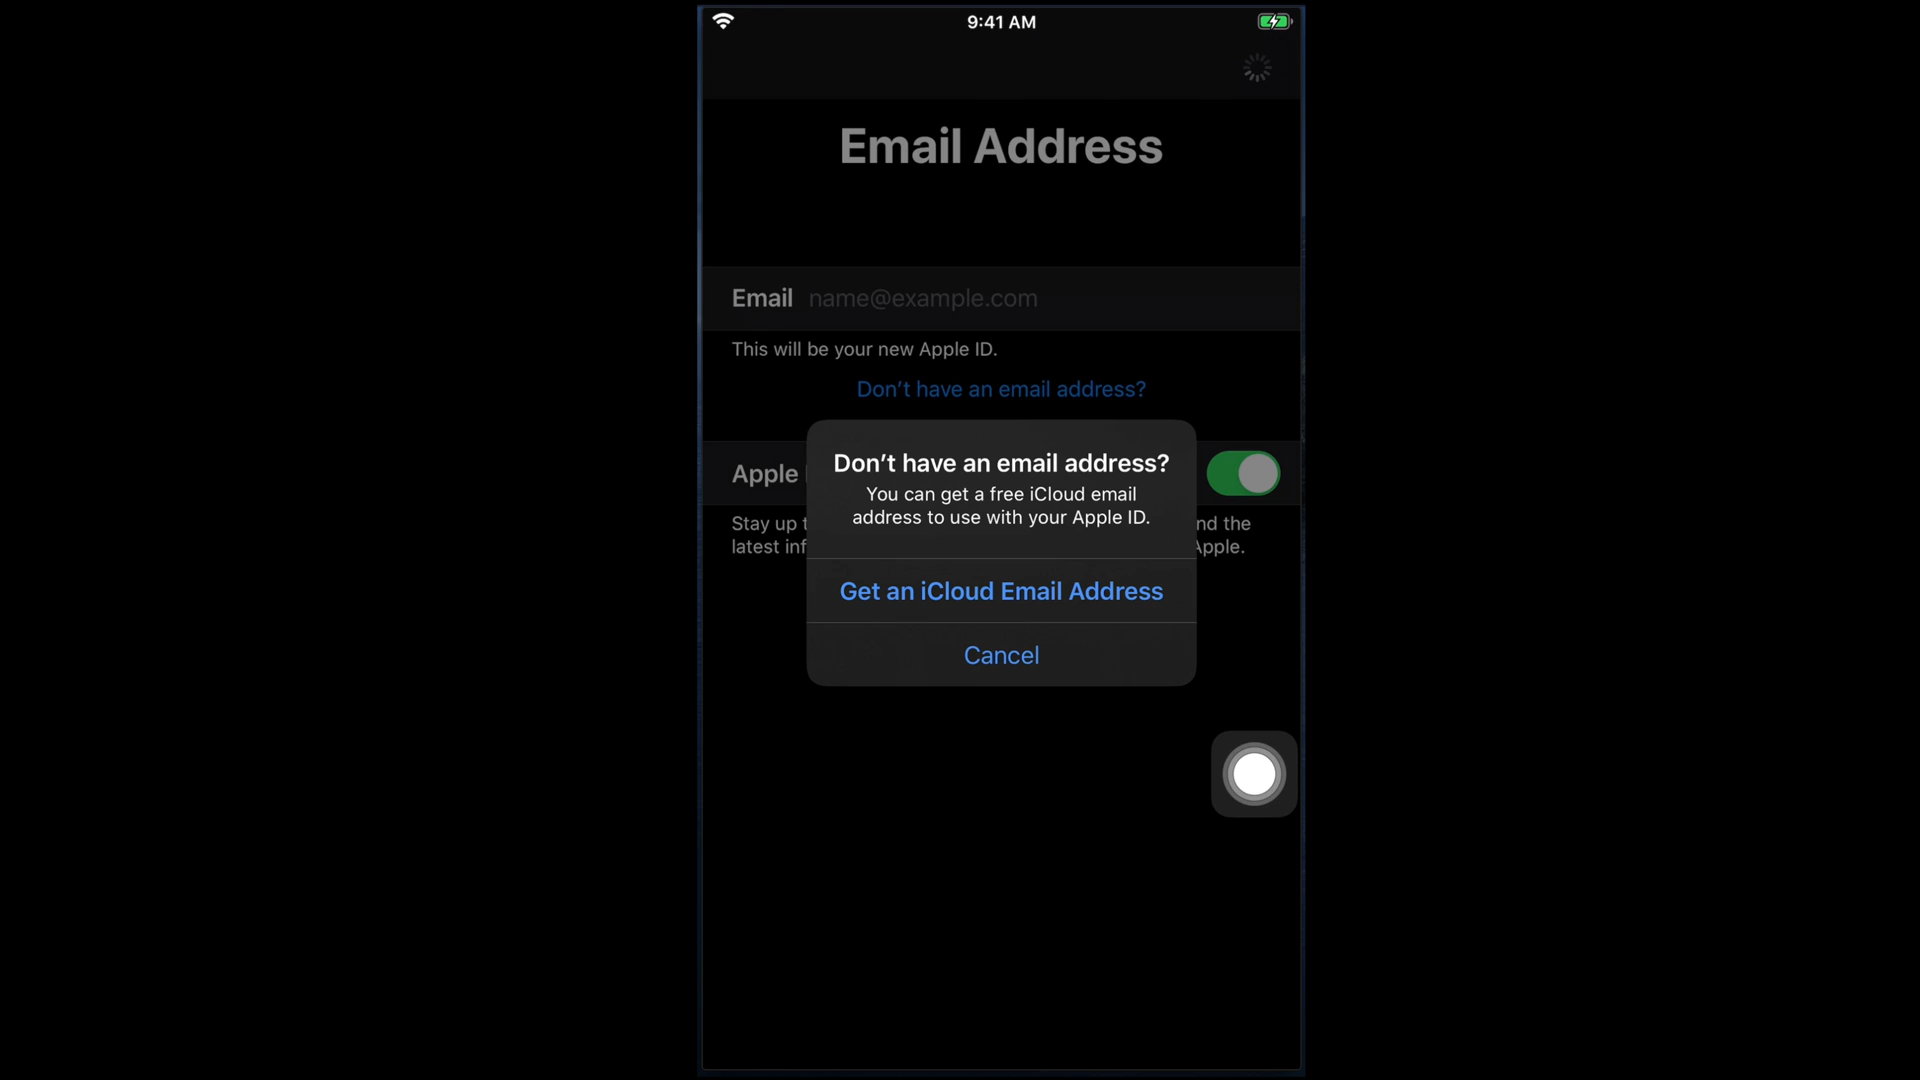 9:41 AM
Email Address
Email name@example.com
This will be your new Apple ID.
Don't have an email address?
Don't have an email address?
You can get a free iCloud email
address to use with your Apple ID.
Apple
Stay up nd the
latest inf Apple.
Get an iCloud Email Address
Cancel